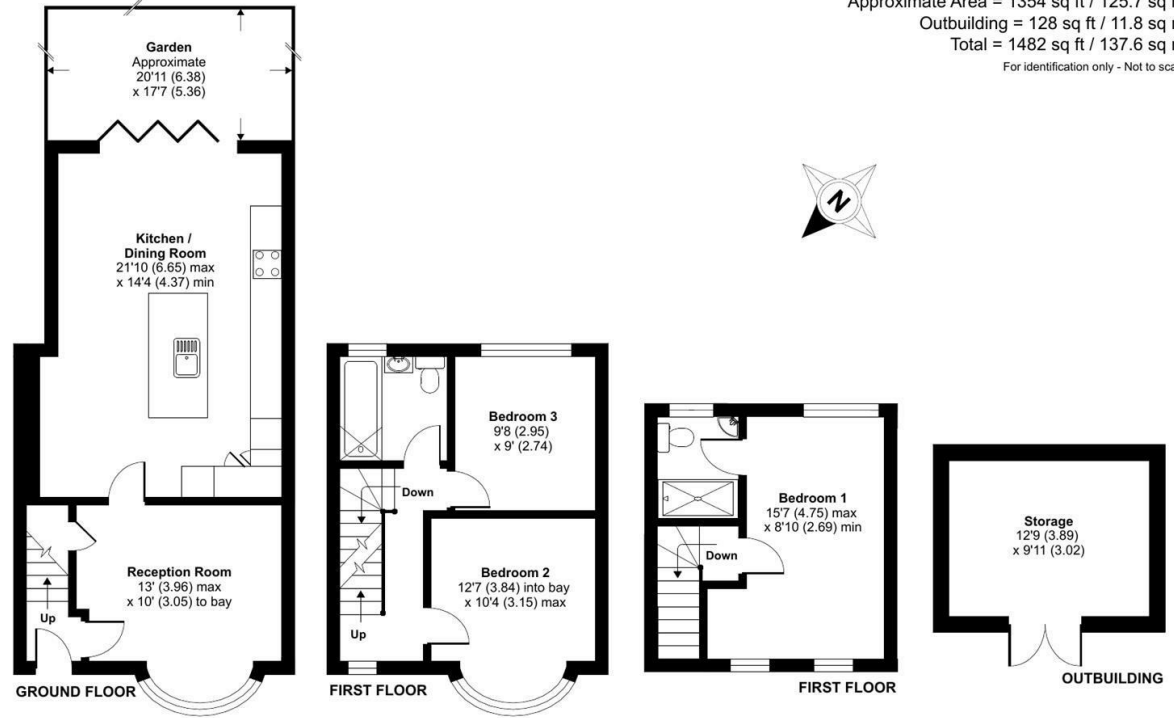 Approximate Area = 1354 sq ft / 125.7 sq
Outbuilding = 128 sq ft / 11.8 sq
Total = 1482 sq ft / 137.6 sq
For identification only - Not to
Garden
Approximate
20'11 (6.38)
x 17'7 (5.36)
N
Kitchen /
Dining Room
21'10 (6.65) max
x 14'4 (4.37) min
Reception Room
13' (3.96) max
x 10' (3.05) to bay
Up
GROUND FLOOR
Bedroom 3
9'8 (2.95)
x 9' (2.74)
Down
Bedroom 2
12'7 (3.84) into bay
x 10'4 (3.15) max
Up
FIRST FLOOR
Bedroom 1
15'7 (4.75) max
x 8'10 (2.69) min
Down
FIRST FLOOR
Storage
12'9 (3.89)
x 9'11 (3.02)
OUTBUILDING